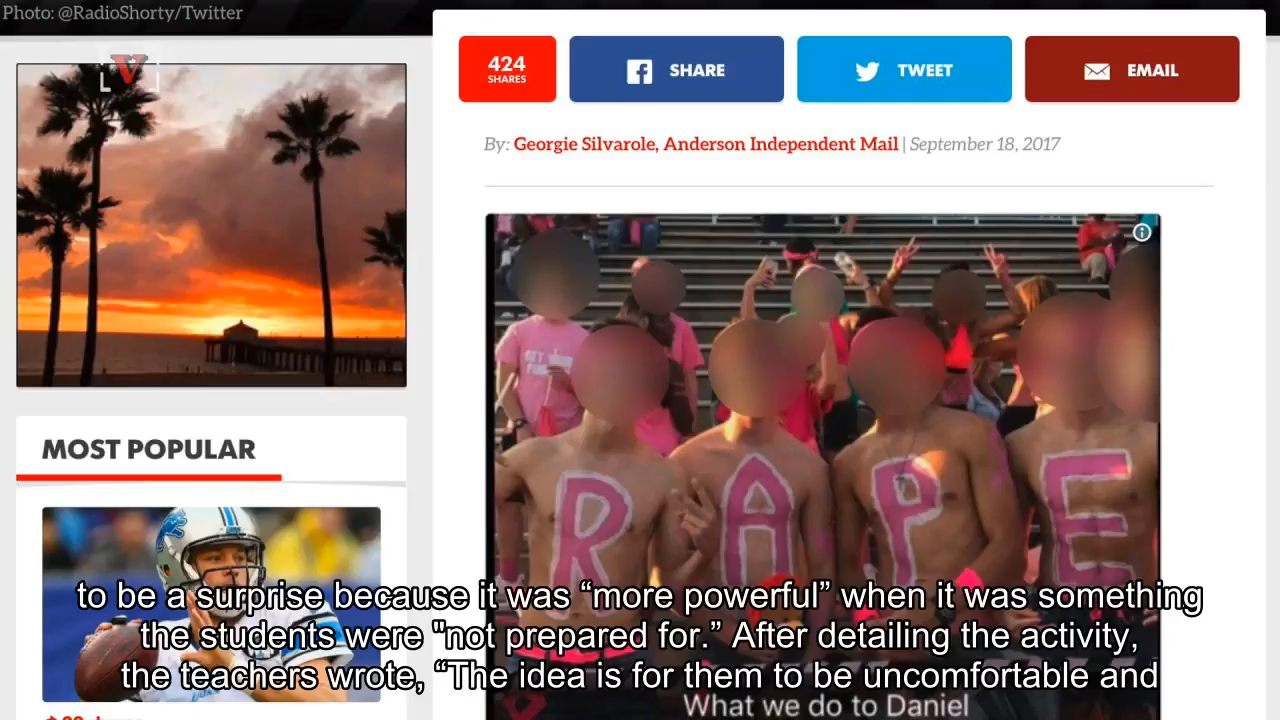 Photo: @RadioShorty/Twitter
V
424
SHARES
SHARE
TWEET
EMAIL
By: Georgie Silvarole, Anderson Independent Mail | September 18, 2017
MOST POPULAR
R A P E
to be a surprise because it was “more powerful” when it was something
the students were "not prepared for.” After detailing the activity,
the teachers wrote, “The idea is for them to be uncomfortable and
What we do to Daniel